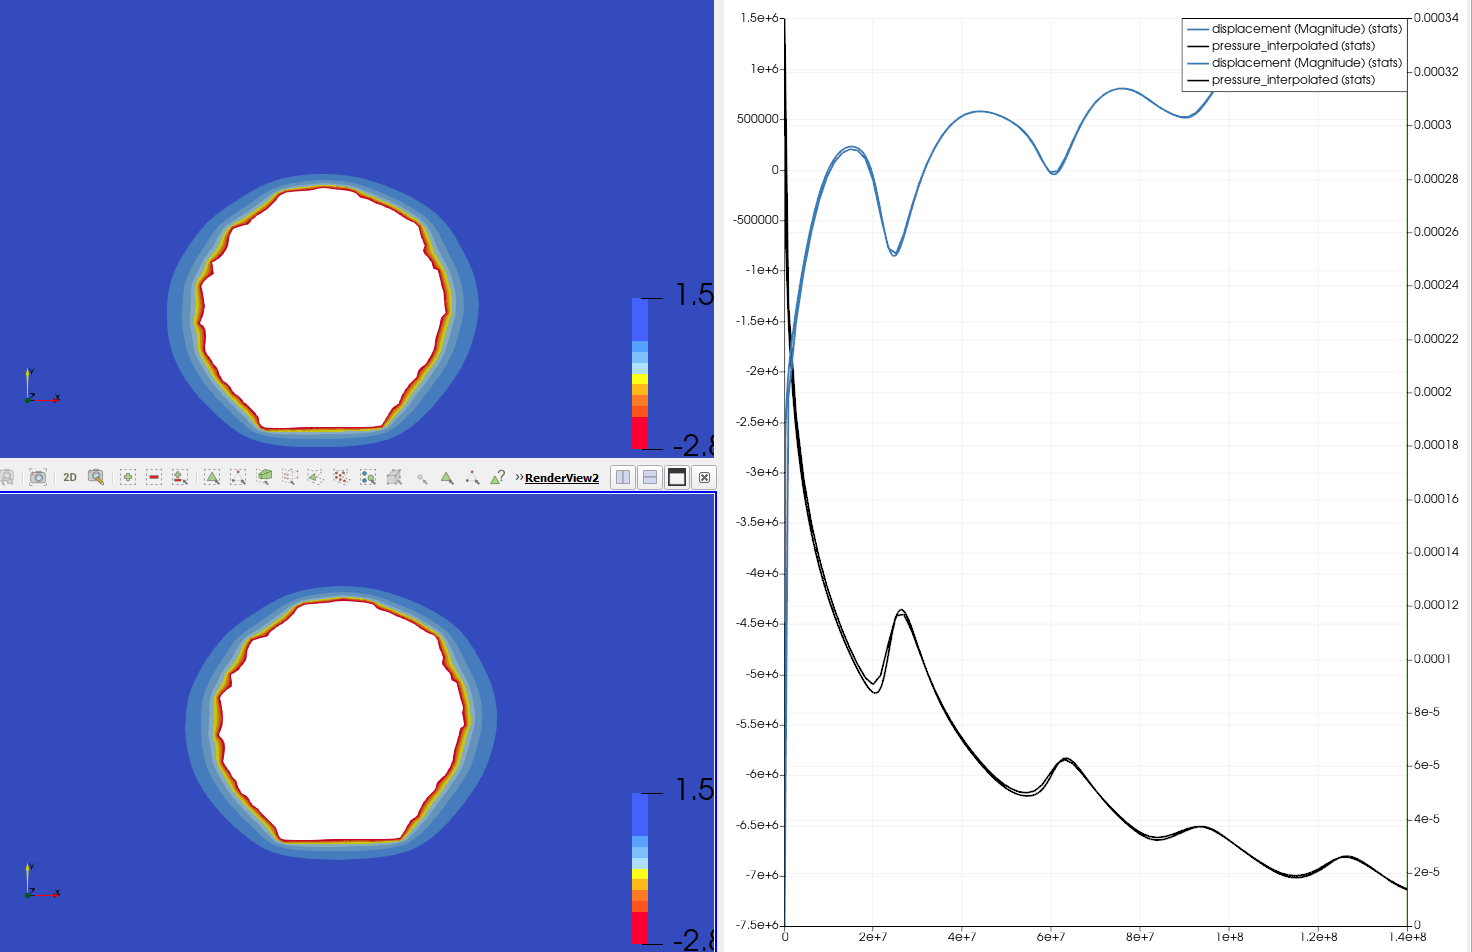 1.5
-2.8
Y
Z
X
2D
»RenderView2
1.5
-2.8
Y
Z
X
displacement (Magnitude) (stats)
pressure_interpolated (stats)
displacement (Magnitude) (stats)
pressure_interpolated (stats)
1.5e+6
1e+6
500000
0
-500000
-1e+6
-1.5e+6
-2e+6
-2.5e+6
-3e+6
-3.5e+6
-4e+6
-4.5e+6
-5e+6
-5.5e+6
-6e+6
-6.5e+6
-7e+6
-7.5e+6
0.00034
0.00032
0.0003
0.00028
0.00026
0.00024
0.00022
0.0002
0.00018
0.00016
0.00014
0.00012
0.0001
8e-5
6e-5
4e-5
2e-5
0
0 2e+7 4e+7 6e+7 8e+7 1e+8 1.2e+8 1.4e+8